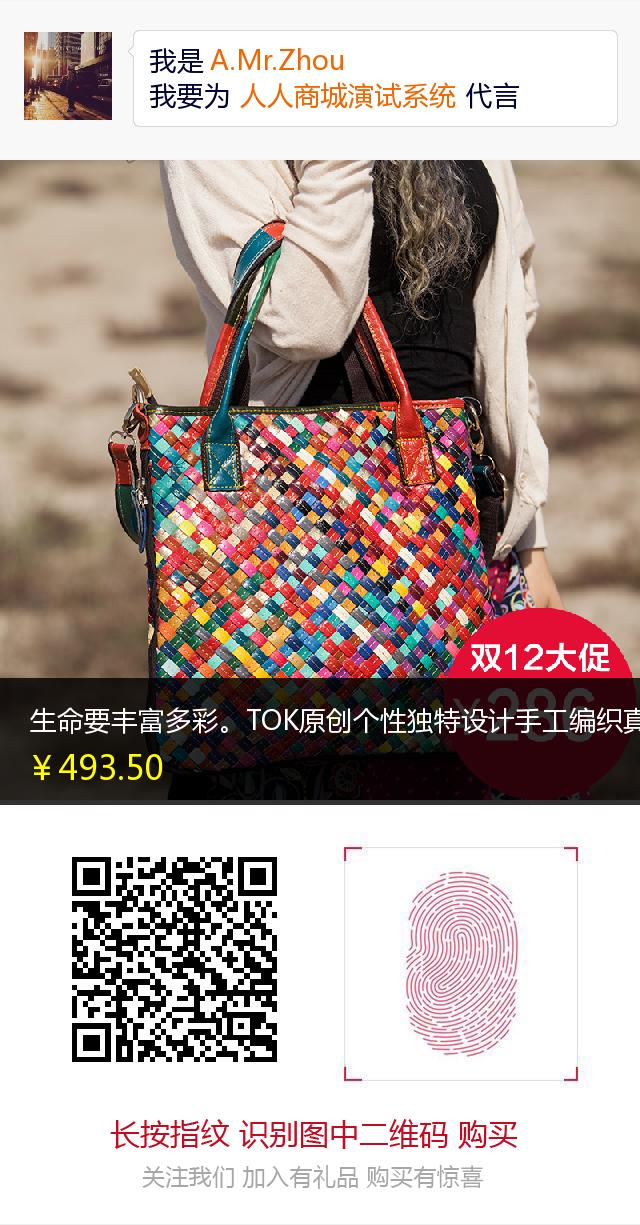 我是 A.Mr.Zhou
我要为 人人商城演试系统 代言
双12大促
生命要丰富多彩。TOK原创个性独特设计手工编织真
￥493.50
长按指纹 识别图中二维码 购买
关注我们 加入有礼品 购买有惊喜